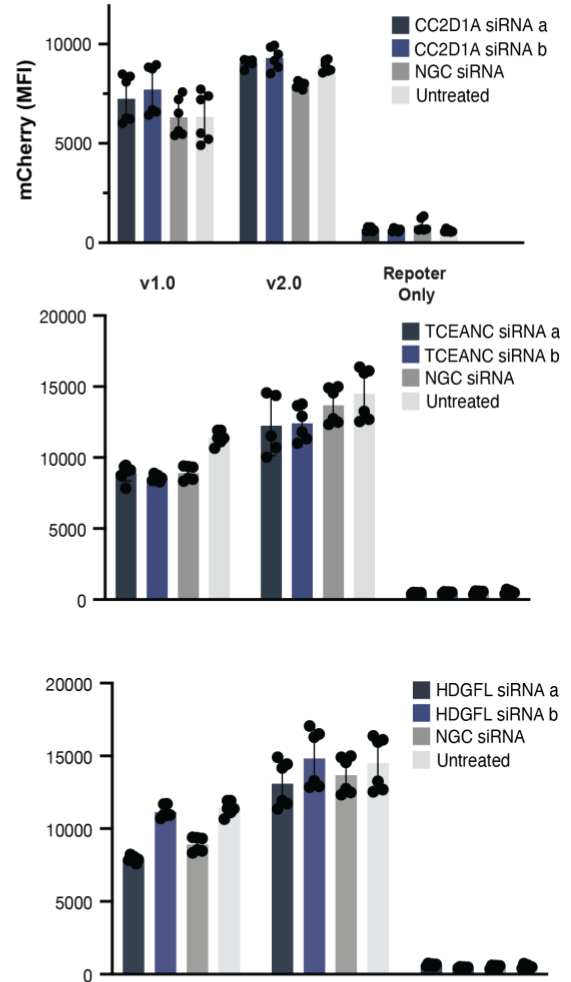 mCherry (MFI)
10000
5000
0
CC2D1A siRNA a
CC2D1A siRNA b
NGC siRNA
Untreated
v1.0
v2.0
Repoter
Only
20000
15000
10000
5000
0
TCEANC siRNA a
TCEANC siRNA b
NGC siRNA
Untreated
20000
15000
10000
5000
0
HDGFL siRNA a
HDGFL siRNA b
NGC siRNA
Untreated